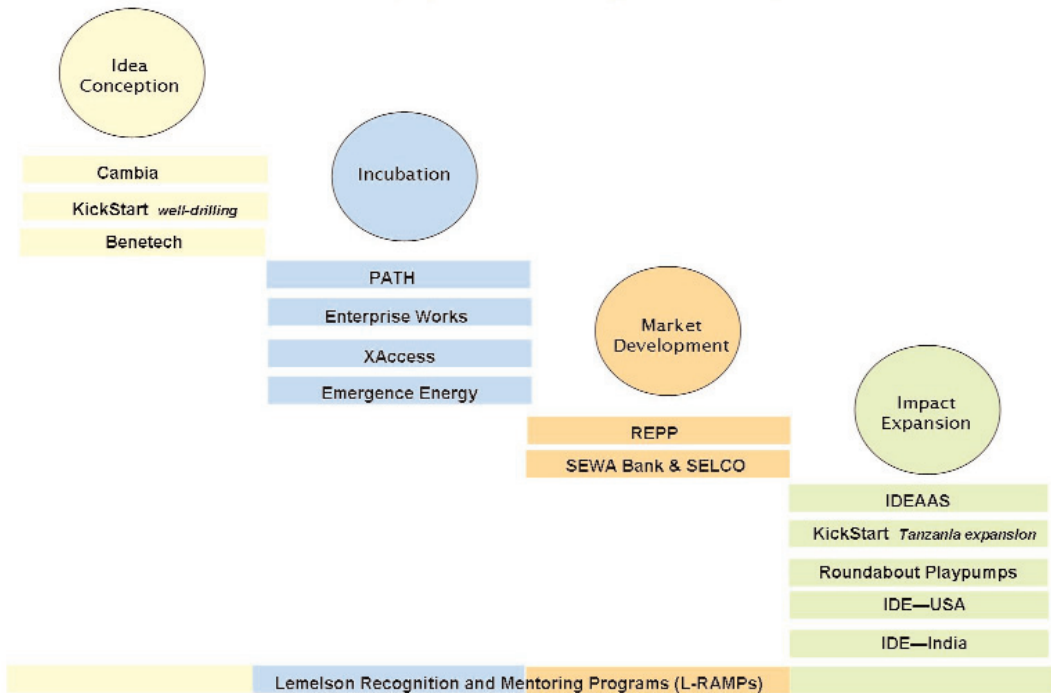 Idea
Conception
Cambia
KickStart well-drilling
Benetech
Incubation
PATH
Enterprise Works
XAccess
Emergence Energy
Market
Development
REPP
SEWA Bank & SELCO
Impact
Expansion
IDEAAS
KickStart Tanzania expansion
Roundabout Playpumps
IDE—USA
IDE—India
Lemelson Recognition and Mentoring Programs (L-RAMPs)